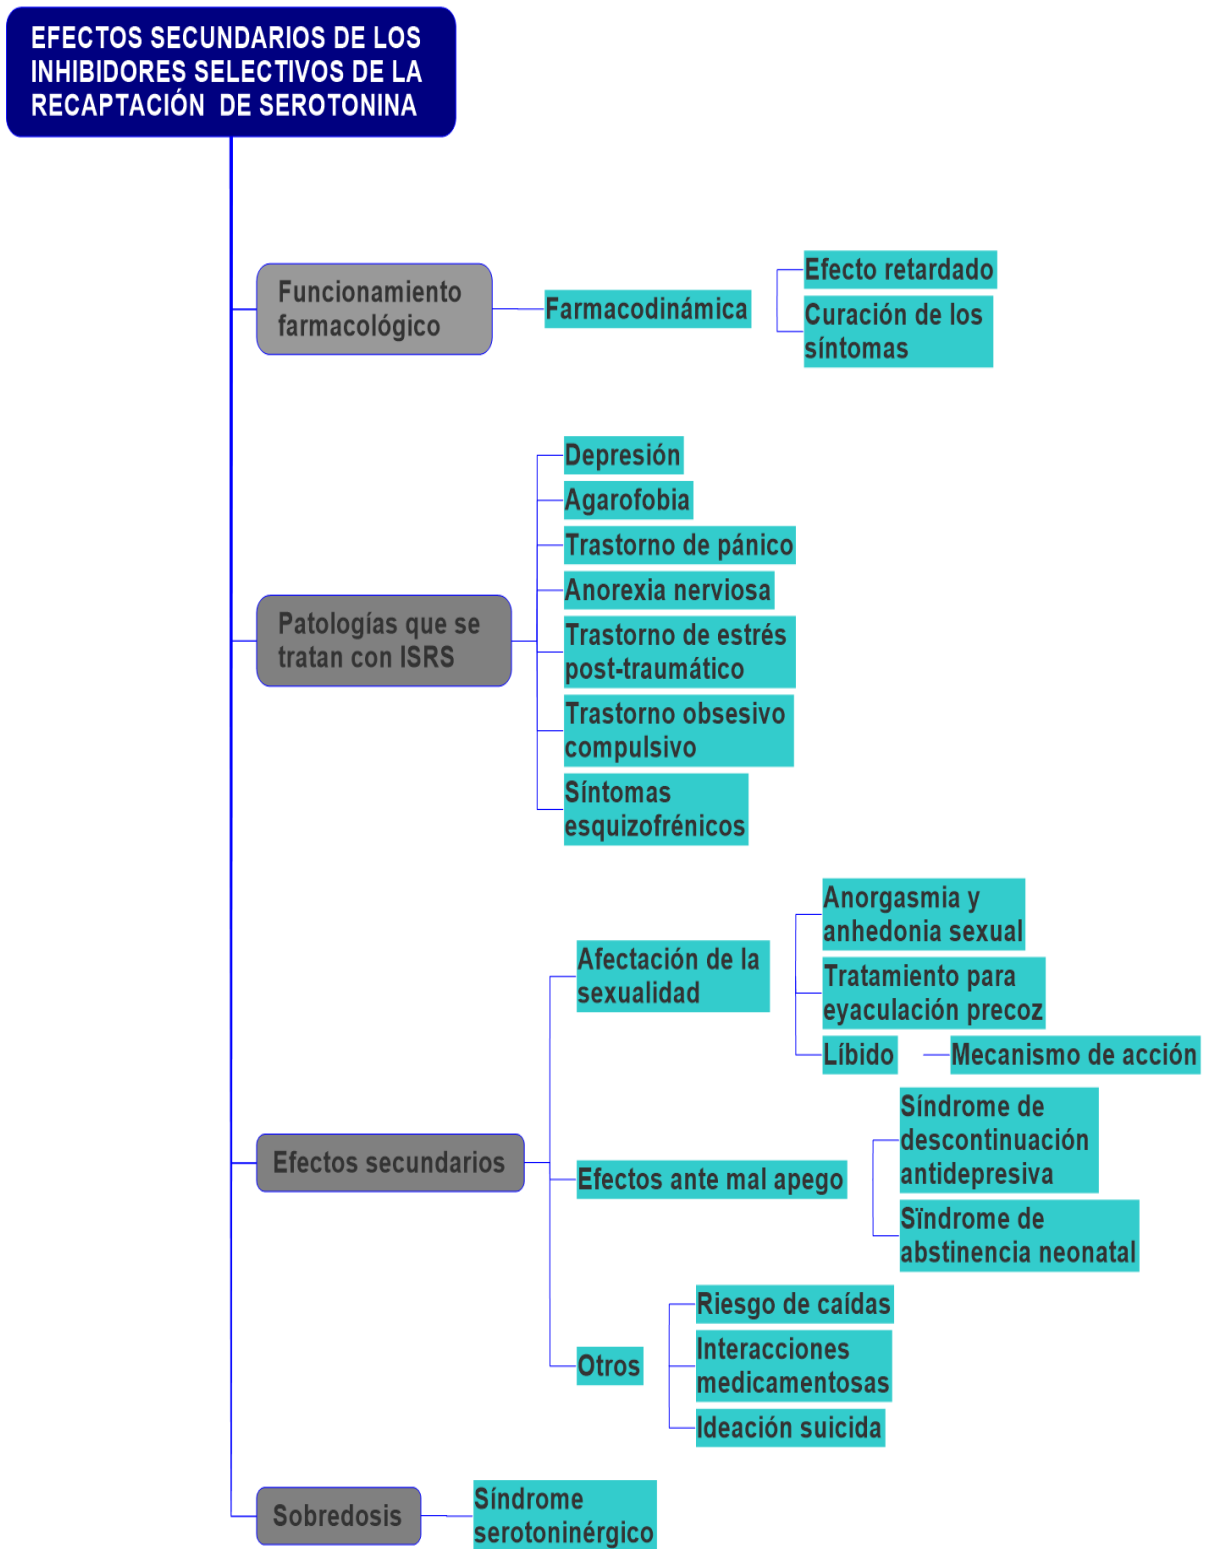 EFECTOS SECUNDARIOS DE LOS
INHIBIDORES SELECTIVOS DE LA
RECAPTACIÓN DE SEROTONINA
Funcionamiento
farmacológico
Farmacodinámica
Efecto retardado
Curación de los
síntomas
Patologías que se
tratan con ISRS
Depresión
Agarofobia
Trastorno de pánico
Anorexia nerviosa
Trastorno de estrés
post-traumático
Trastorno obsesivo
compulsivo
Síntomas
esquizofrénicos
Efectos secundarios
Afectación de la
sexualidad
Anorgasmia y
anhedonia sexual
Tratamiento para
eyaculación precoz
Líbido
Mecanismo de acción
Efectos ante mal apego
Síndrome de
descontinuación
antidepresiva
Sïndrome de
abstinencia neonatal
Otros
Riesgo de caídas
Interacciones
medicamentosas
Ideación suicida
Sobredosis
Síndrome
serotoninérgico